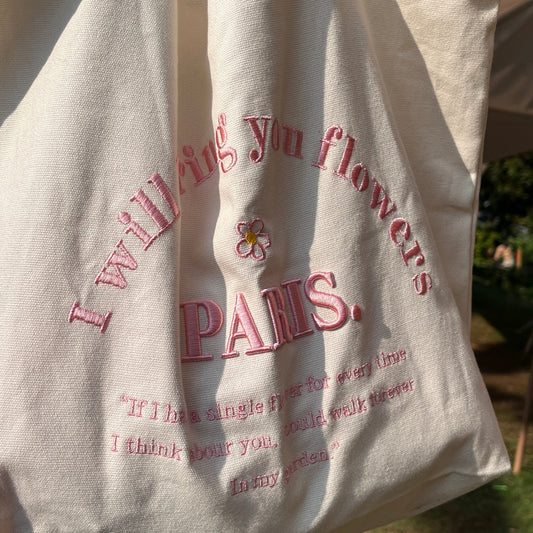 I will bring you flowers
PARIS.
“If I had a single flower for every time
I think abour you, could walk forever
In my garden.”